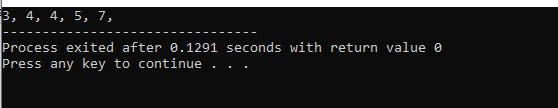 3, 4, 4, 5, 7,
--------------------------------
Process exited after 0.1291 seconds with return value 0
Press any key to continue . . .